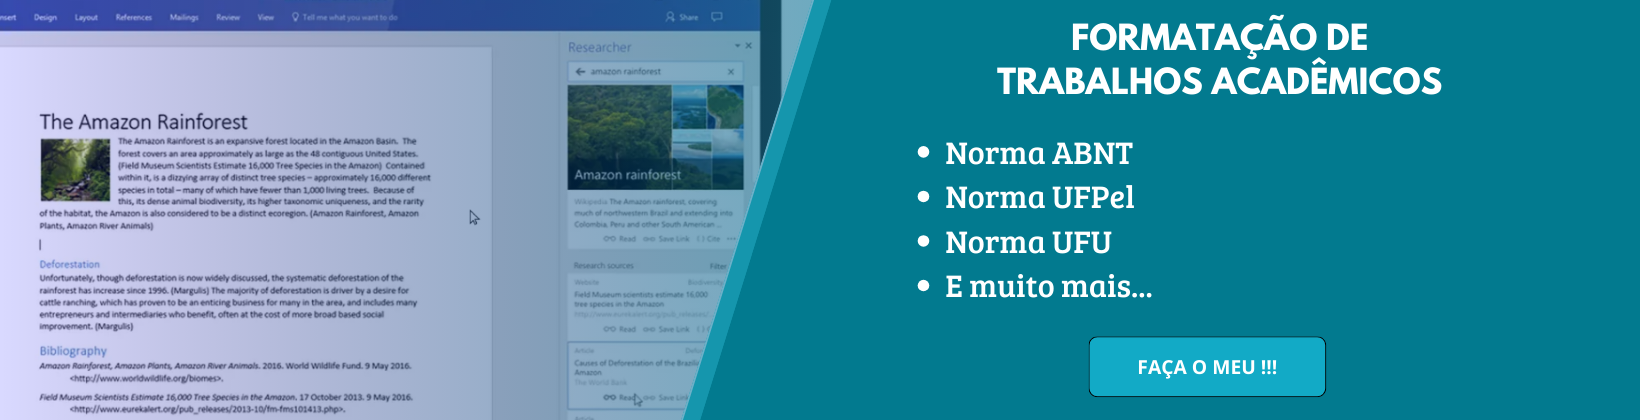 nsert Design Layout References Mailings Review View Tell me what you want to do Share
The Amazon Rainforest
The Amazon Rainforest is an expansive forest located in the Amazon Basin. The
forest covers an area approximately as large as the 48 contiguous United States.
(Field Museum Scientists Estimate 16,000 Tree Species in the Amazon) Contained
within it, is a dizzying array of distinct tree species – approximately 16,000 different
species in total – many of which have fewer than 1,000 living trees. Because of
this, its dense animal biodiversity, its higher taxonomic uniqueness, and the rarity
of the habitat, the Amazon is also considered to be a distinct ecoregion. (Amazon Rainforest, Amazon
Plants, Amazon River Animals)
Deforestation
Unfortunately, though deforestation is now widely discussed, the systematic deforestation of the
rainforest has increase since 1996. (Margulis) The majority of deforestation is driver by a desire for
cattle ranching, which has proven to be an enticing business for many in the area, and includes many
entrepreneurs and intermediaries who benefit, often at the cost of more broad based social
improvement. (Margulis)
Bibliography
Amazon Rainforest, Amazon Plants, Amazon River Animals. 2016. World Wildlife Fund. 9 May 2016.
<http://www.worldwildlife.org/biomes>.
Field Museum Scientists Estimate 16,000 Tree Species in the Amazon. 17 October 2013. 9 May 2016.
<http://www.eurekalert.org/pub_releases/2013-10/fm-fms101413.php>.
Researcher
amazon rainforest
Amazon rainforest
Wikipedia The Amazon rainforest, covering
much of northwestern Brazil and extending into
Colombia, Peru and other South American ...
Read Save Link Cite ...
Research sources Filter
Website Biodiversity
Field Museum scientists estimate 16,000
tree species in the Amazon
http://www.eurekalert.org/pub_releases/...
Read Save Link
Article
Causes of Deforestation of the Brazili
Amazon
The World Bank
Read Save Link
Article
FORMATAÇÃO DE
TRABALHOS ACADÊMICOS
• Norma ABNT
• Norma UFPel
• Norma UFU
• E muito mais...
FAÇA O MEU !!!